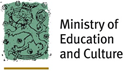 Ministry of
Education
and Culture